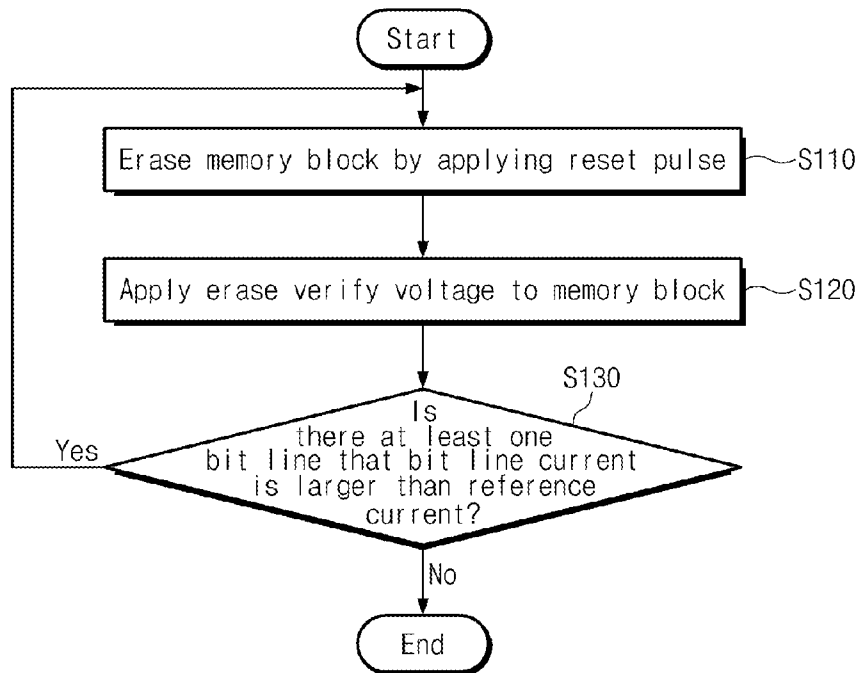 Start
Erase memory block by applying reset pulse
S110
Apply erase verify voltage to memory block
S120
S130
Is
there at least one
bit line that bit line current
is larger than reference
current?
Yes
No
End